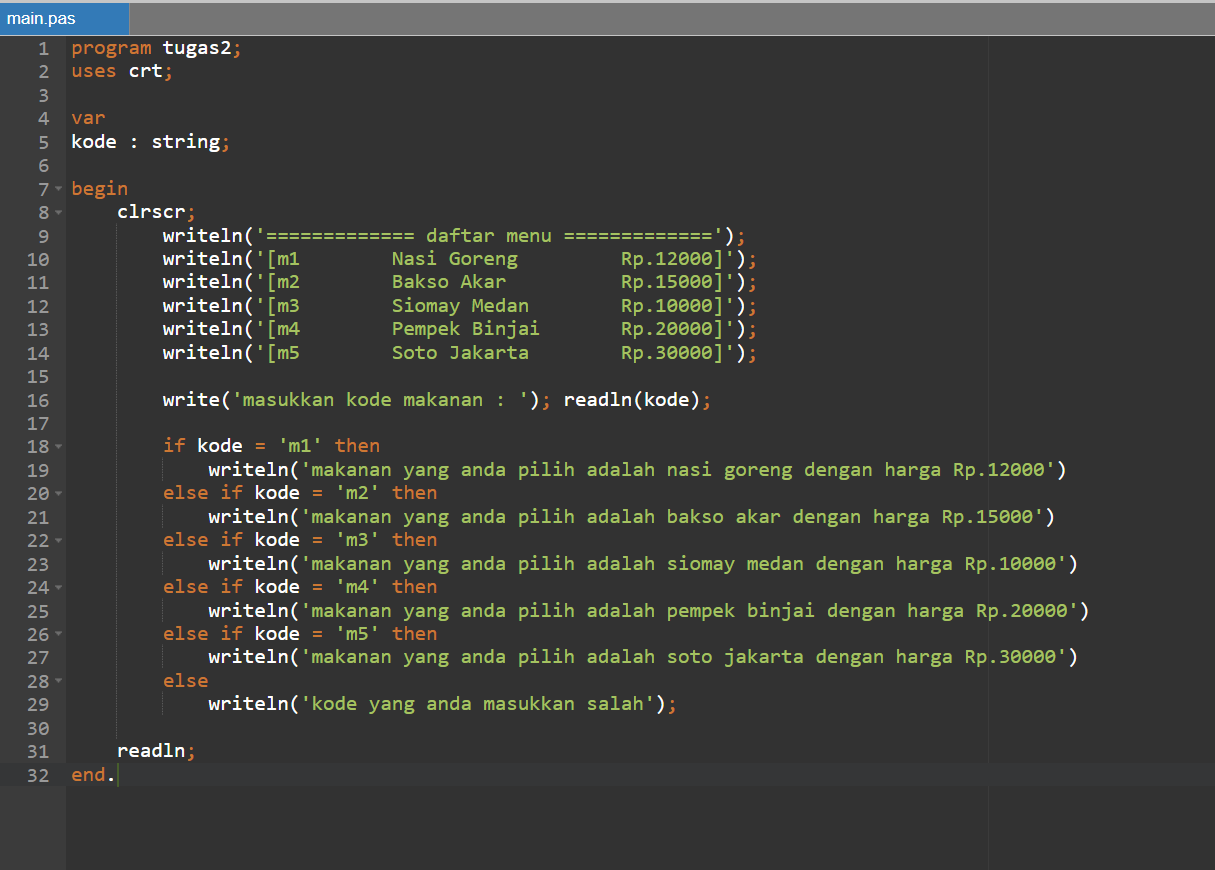 main.pas
1 program tugas2;
2 uses crt;
3
4 var
5 kode : string;
6
7 begin
8     clrscr;
9         writeln('============= daftar menu =============');
10         writeln('[m1        Nasi Goreng         Rp.12000]');
11         writeln('[m2        Bakso Akar          Rp.15000]');
12         writeln('[m3        Siomay Medan        Rp.10000]');
13         writeln('[m4        Pempek Binjai       Rp.20000]');
14         writeln('[m5        Soto Jakarta        Rp.30000]');
15
16         write('masukkan kode makanan : '); readln(kode);
17
18         if kode = 'm1' then
19             writeln('makanan yang anda pilih adalah nasi goreng dengan harga Rp.12000')
20         else if kode = 'm2' then
21             writeln('makanan yang anda pilih adalah bakso akar dengan harga Rp.15000')
22         else if kode = 'm3' then
23             writeln('makanan yang anda pilih adalah siomay medan dengan harga Rp.10000')
24         else if kode = 'm4' then
25             writeln('makanan yang anda pilih adalah pempek binjai dengan harga Rp.20000')
26         else if kode = 'm5' then
27             writeln('makanan yang anda pilih adalah soto jakarta dengan harga Rp.30000')
28         else
29             writeln('kode yang anda masukkan salah');
30
31     readln;
32 end.